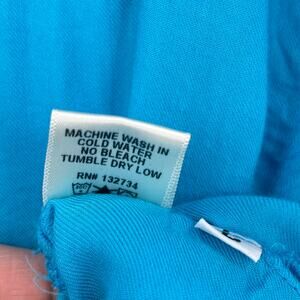 MACHINE WASH IN
COLD WATER
NO BLEACH
TUMBLE DRY LOW
RN# 132734